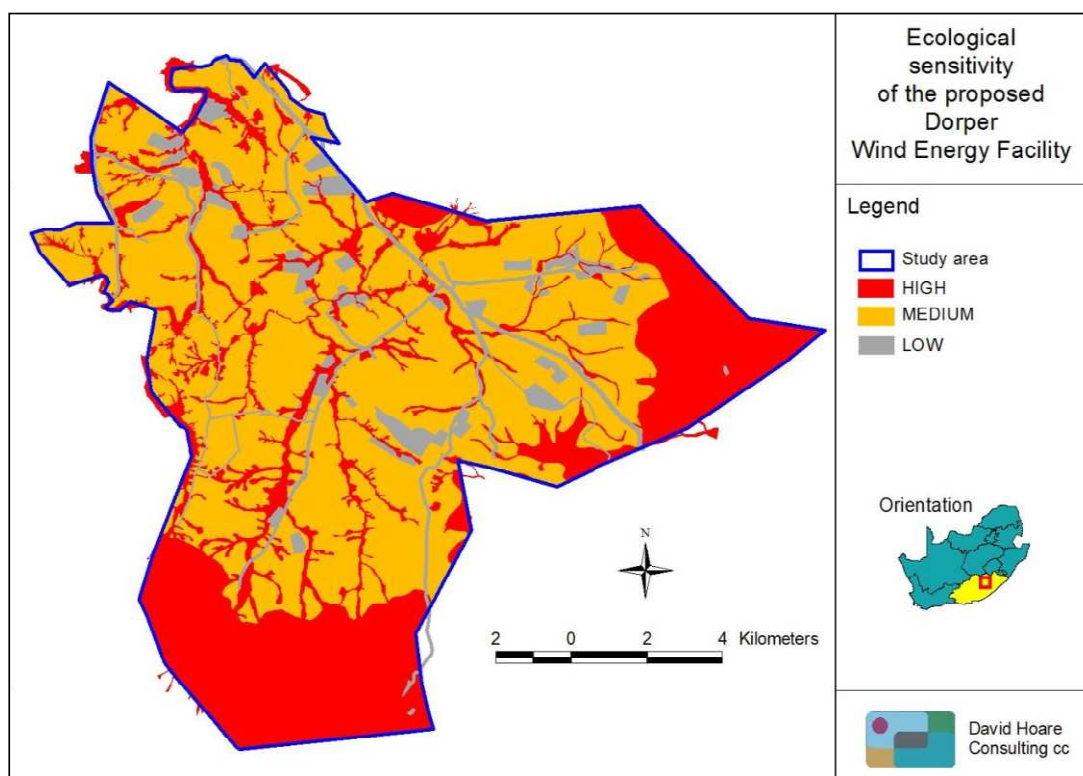 Ecological
sensitivity
of the proposed
Dorper
Wind Energy Facility
Legend
Study area
HIGH
MEDIUM
LOW
Orientation
N
2 0 2 4 Kilometers
David Hoare
Consulting cc